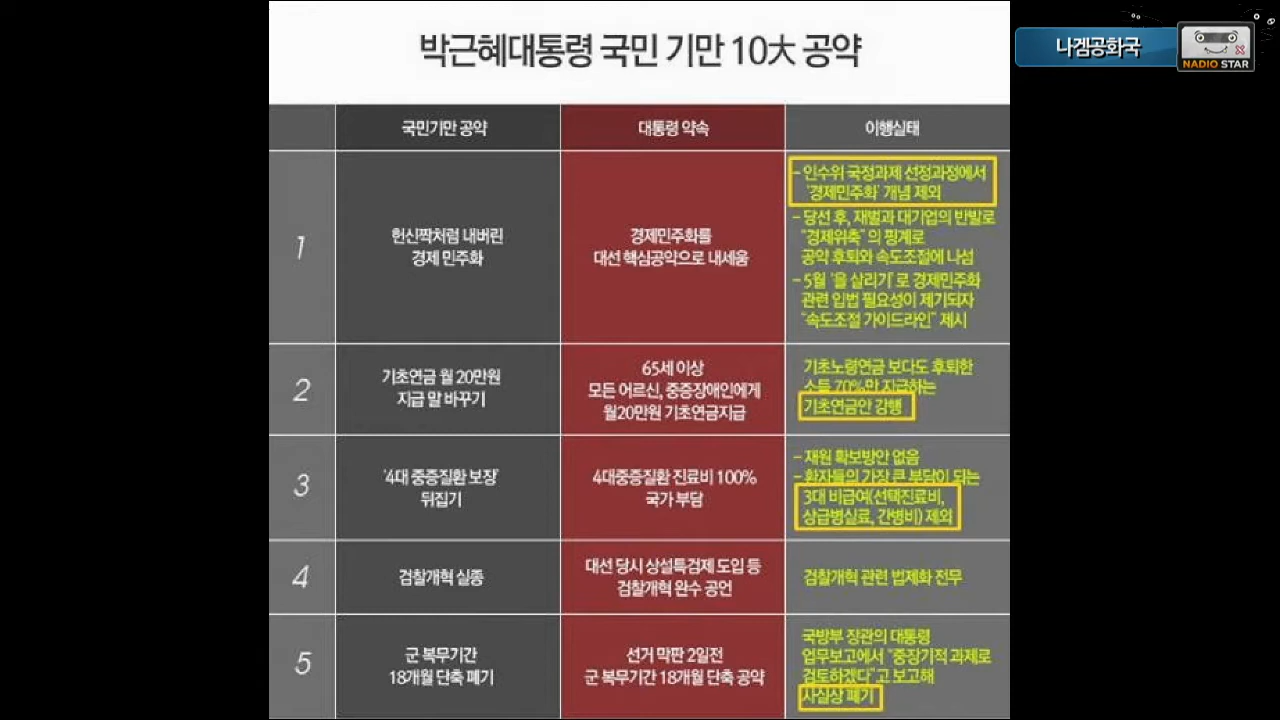 박근혜대통령 국민 기만 10大 공약
나겜공화국
NADIO STAR
국민기만 공약
대통령 약속
이행실태
1
헌신짝처럼 내버린
경제 민주화
경제민주화를
대선 핵심공약으로 내세움
- 인수위 국정과제 선정과정에서
'경제민주화' 개념 제외
- 당선 후, 재벌과 대기업의 반발로
"경제위축" 의 핑계로
공약 후퇴와 속도조절에 나섬
- 5월 '을 살리기' 로 경제민주화
관련 입법 필요성이 제기되자
"속도조절 가이드라인" 제시
2
기초연금 월 20만원
지급 말 바꾸기
65세 이상
모든 어르신, 중증장애인에게
월20만원 기초연금지급
기초노령연금 보다도 후퇴한
소득 70%만 지급하는
기초연금안 강행
3
'4대 중증질환 보장'
뒤집기
4대중증질환 진료비 100%
국가 부담
- 재원 확보방안 없음
- 환자들의 가장 큰 부담이 되는
3대 비급여(선택진료비,
상급병실료, 간병비) 제외
4
검찰개혁 실종
대선 당시 상설특검제 도입 등
검찰개혁 완수 공언
검찰개혁 관련 법제화 전무
5
군 복무기간
18개월 단축 폐기
선거 막판 2일전
군 복무기간 18개월 단축 공약
국방부 장관의 대통령
업무보고에서 "중장기적 과제로
검토하겠다"고 보고해
사실상 폐기